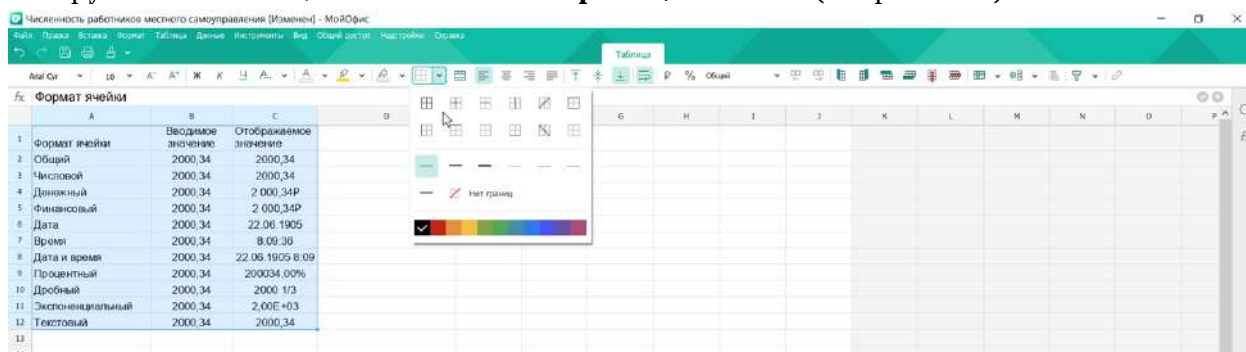 Численность работников местного самоуправления [Изменен] - МойОфис
Файл Правка Вставка Формат Таблица Данные Инструменты Вид Общий доступ Надстройки Справка
Таблица
Arial Cyr 10 Ж К Ч Общий
fx Формат ячейки
A B C D G H I J K L M N O P
1 Формат ячейки Вводимое значение Отображаемое значение
2 Общий 2000,34 2000,34
3 Числовой 2000,34 2000,34
4 Денежный 2000,34 2 000,34₽
5 Финансовый 2000,34 2 000,34₽
6 Дата 2000,34 22.06.1905
7 Время 2000,34 8:09:36
8 Дата и время 2000,34 22.06.1905 8:09
9 Процентный 2000,34 200034,00%
10 Дробный 2000,34 2000 1/3
11 Экспоненциальный 2000,34 2,00E+03
12 Текстовый 2000,34 2000,34
13
Нет границ